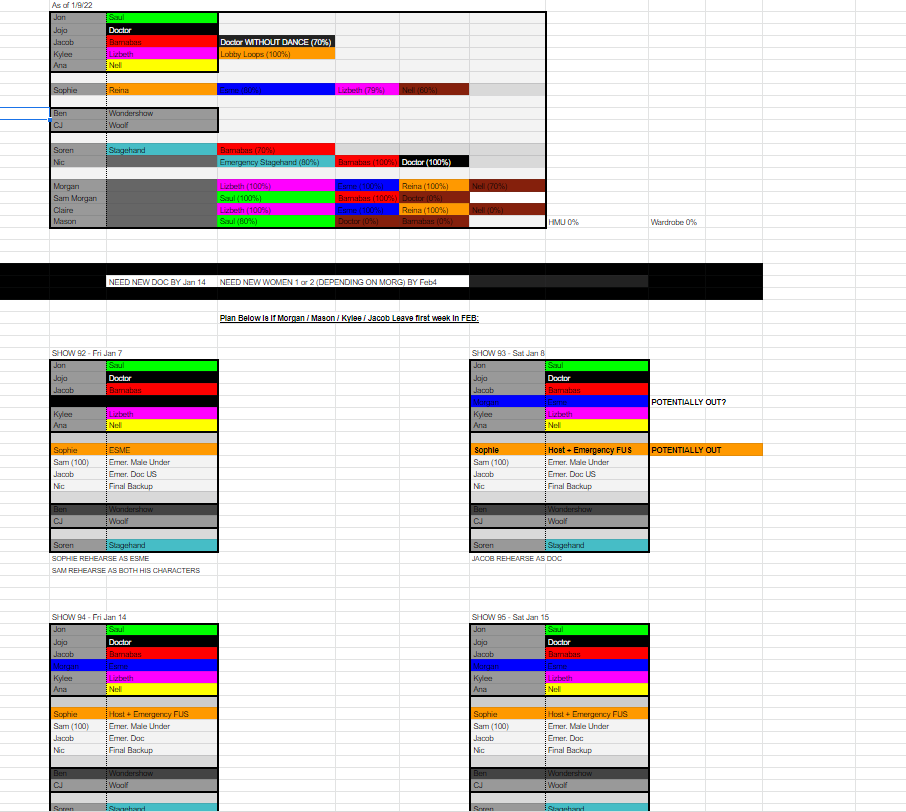 As of 1/9/22
Jon Saul
Jojo Doctor
Jacob Barnabas Doctor WITHOUT DANCE (70%)
Kylee Lizbeth Lobby Loops (100%)
Ana Nell
Sophie Reina Lizbeth (79%) Nell (60%)
Ben Wondershow
CJ Woolf
Soren Stagehand Barnabas (70%)
Nic Emergency Stagehand (80%) Barnabas (100%) Doctor (100%)
Morgan Lizbeth (100%) Reina (100%) Nell (70%)
Sam Morgan Saul (100%) Barnabas (100%) Doctor (0%)
Claire Lizbeth (100%) Reina (100%) Nell (0%)
Mason Saul (80%) Doctor (0%) Barnabas (0%) HMU 0% Wardrobe 0%
NEED NEW DOC BY Jan 14 NEED NEW WOMEN 1 or 2 (DEPENDING ON MORG) BY Feb4
Plan Below is if Morgan / Mason / Kylee / Jacob Leave first week in FEB:
SHOW 92 - Fri Jan 7
Jon Saul
Jojo Doctor
Jacob Barnabas
Kylee Lizbeth
Ana Nell
Sophie ESME
Sam (100) Emer. Male Under
Jacob Emer. Doc US
Nic Final Backup
Ben Wondershow
CJ Woolf
Soren Stagehand
SOPHIE REHEARSE AS ESME
SAM REHEARSE AS BOTH HIS CHARACTERS
SHOW 93 - Sat Jan 8
Jon Saul
Jojo Doctor
Jacob Barnabas
Morgan Esme POTENTIALLY OUT?
Kylee Lizbeth
Ana Nell
Sophie Host + Emergency FUS POTENTIALLY OUT
Sam (100) Emer. Male Under
Jacob Emer. Doc US
Nic Final Backup
Ben Wondershow
CJ Woolf
Soren Stagehand
JACOB REHEARSE AS DOC
SHOW 94 - Fri Jan 14
Jon Saul
Jojo Doctor
Jacob Barnabas
Morgan Esme
Kylee Lizbeth
Ana Nell
Sophie Host + Emergency FUS
Sam (100) Emer. Male Under
Jacob Emer. Doc
Nic Final Backup
Ben Wondershow
CJ Woolf
Soren Stagehand
SHOW 95 - Sat Jan 15
Jon Saul
Jojo Doctor
Jacob Barnabas
Morgan Esme
Kylee Lizbeth
Ana Nell
Sophie Host + Emergency FUS
Sam (100) Emer. Male Under
Jacob Emer. Doc
Nic Final Backup
Ben Wondershow
CJ Woolf
Soren Stagehand